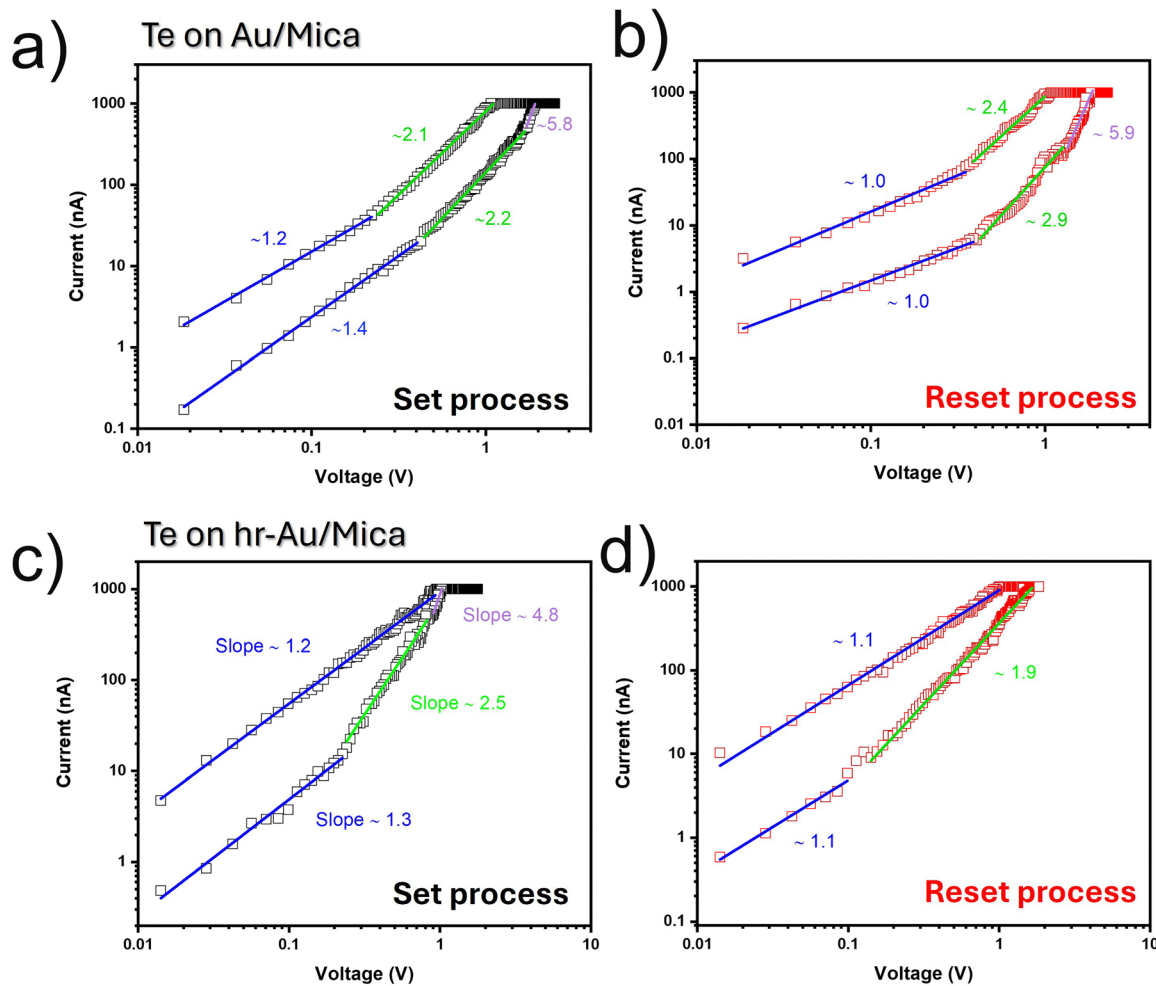 a)
Te on Au/Mica
1000
100
10
1
0.1
0.01
0.1
1
Current (nA)
Voltage (V)
~1.2
~2.1
~1.4
~2.2
~5.8
Set process
b)
1000
100
10
1
0.1
0.01
0.01
0.1
1
Current (nA)
Voltage (V)
~ 1.0
~ 2.4
~ 1.0
~ 2.9
~ 5.9
Reset process
c)
Te on hr-Au/Mica
1000
100
10
1
0.01
0.1
1
10
Current (nA)
Voltage (V)
Slope ~ 1.2
Slope ~ 4.8
Slope ~ 2.5
Slope ~ 1.3
Set process
d)
1000
100
10
1
0.1
0.01
0.1
1
10
Current (nA)
Voltage (V)
~ 1.1
~ 1.9
~ 1.1
Reset process